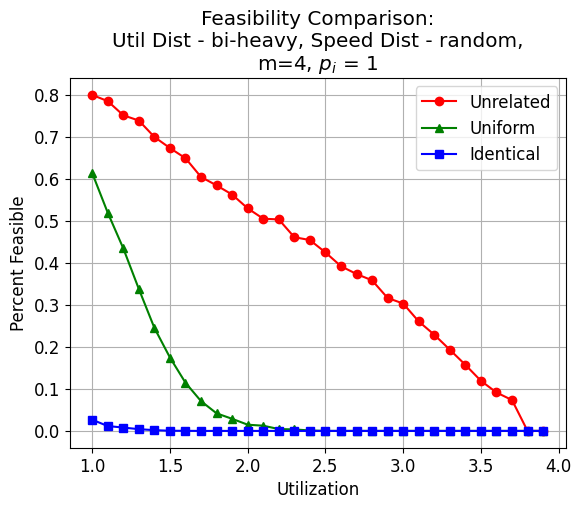 Feasibility Comparison:
Util Dist - bi-heavy, Speed Dist - random,
m=4, $p_i$ = 1
Unrelated
Uniform
Identical
Percent Feasible
0.8
0.7
0.6
0.5
0.4
0.3
0.2
0.1
0.0
1.0 1.5 2.0 2.5 3.0 3.5 4.0
Utilization